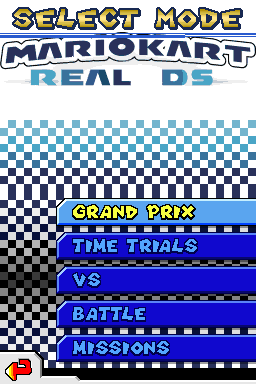 SELECT MODE
MARIOKART
REAL DS
GRAND PRIX
TIME TRIALS
VS
BATTLE
MISSIONS